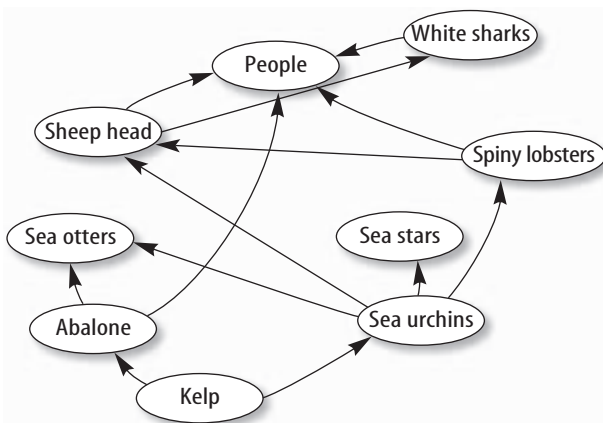 White sharks
People
Sheep head
Spiny lobsters
Sea otters
Sea stars
Abalone
Sea urchins
Kelp